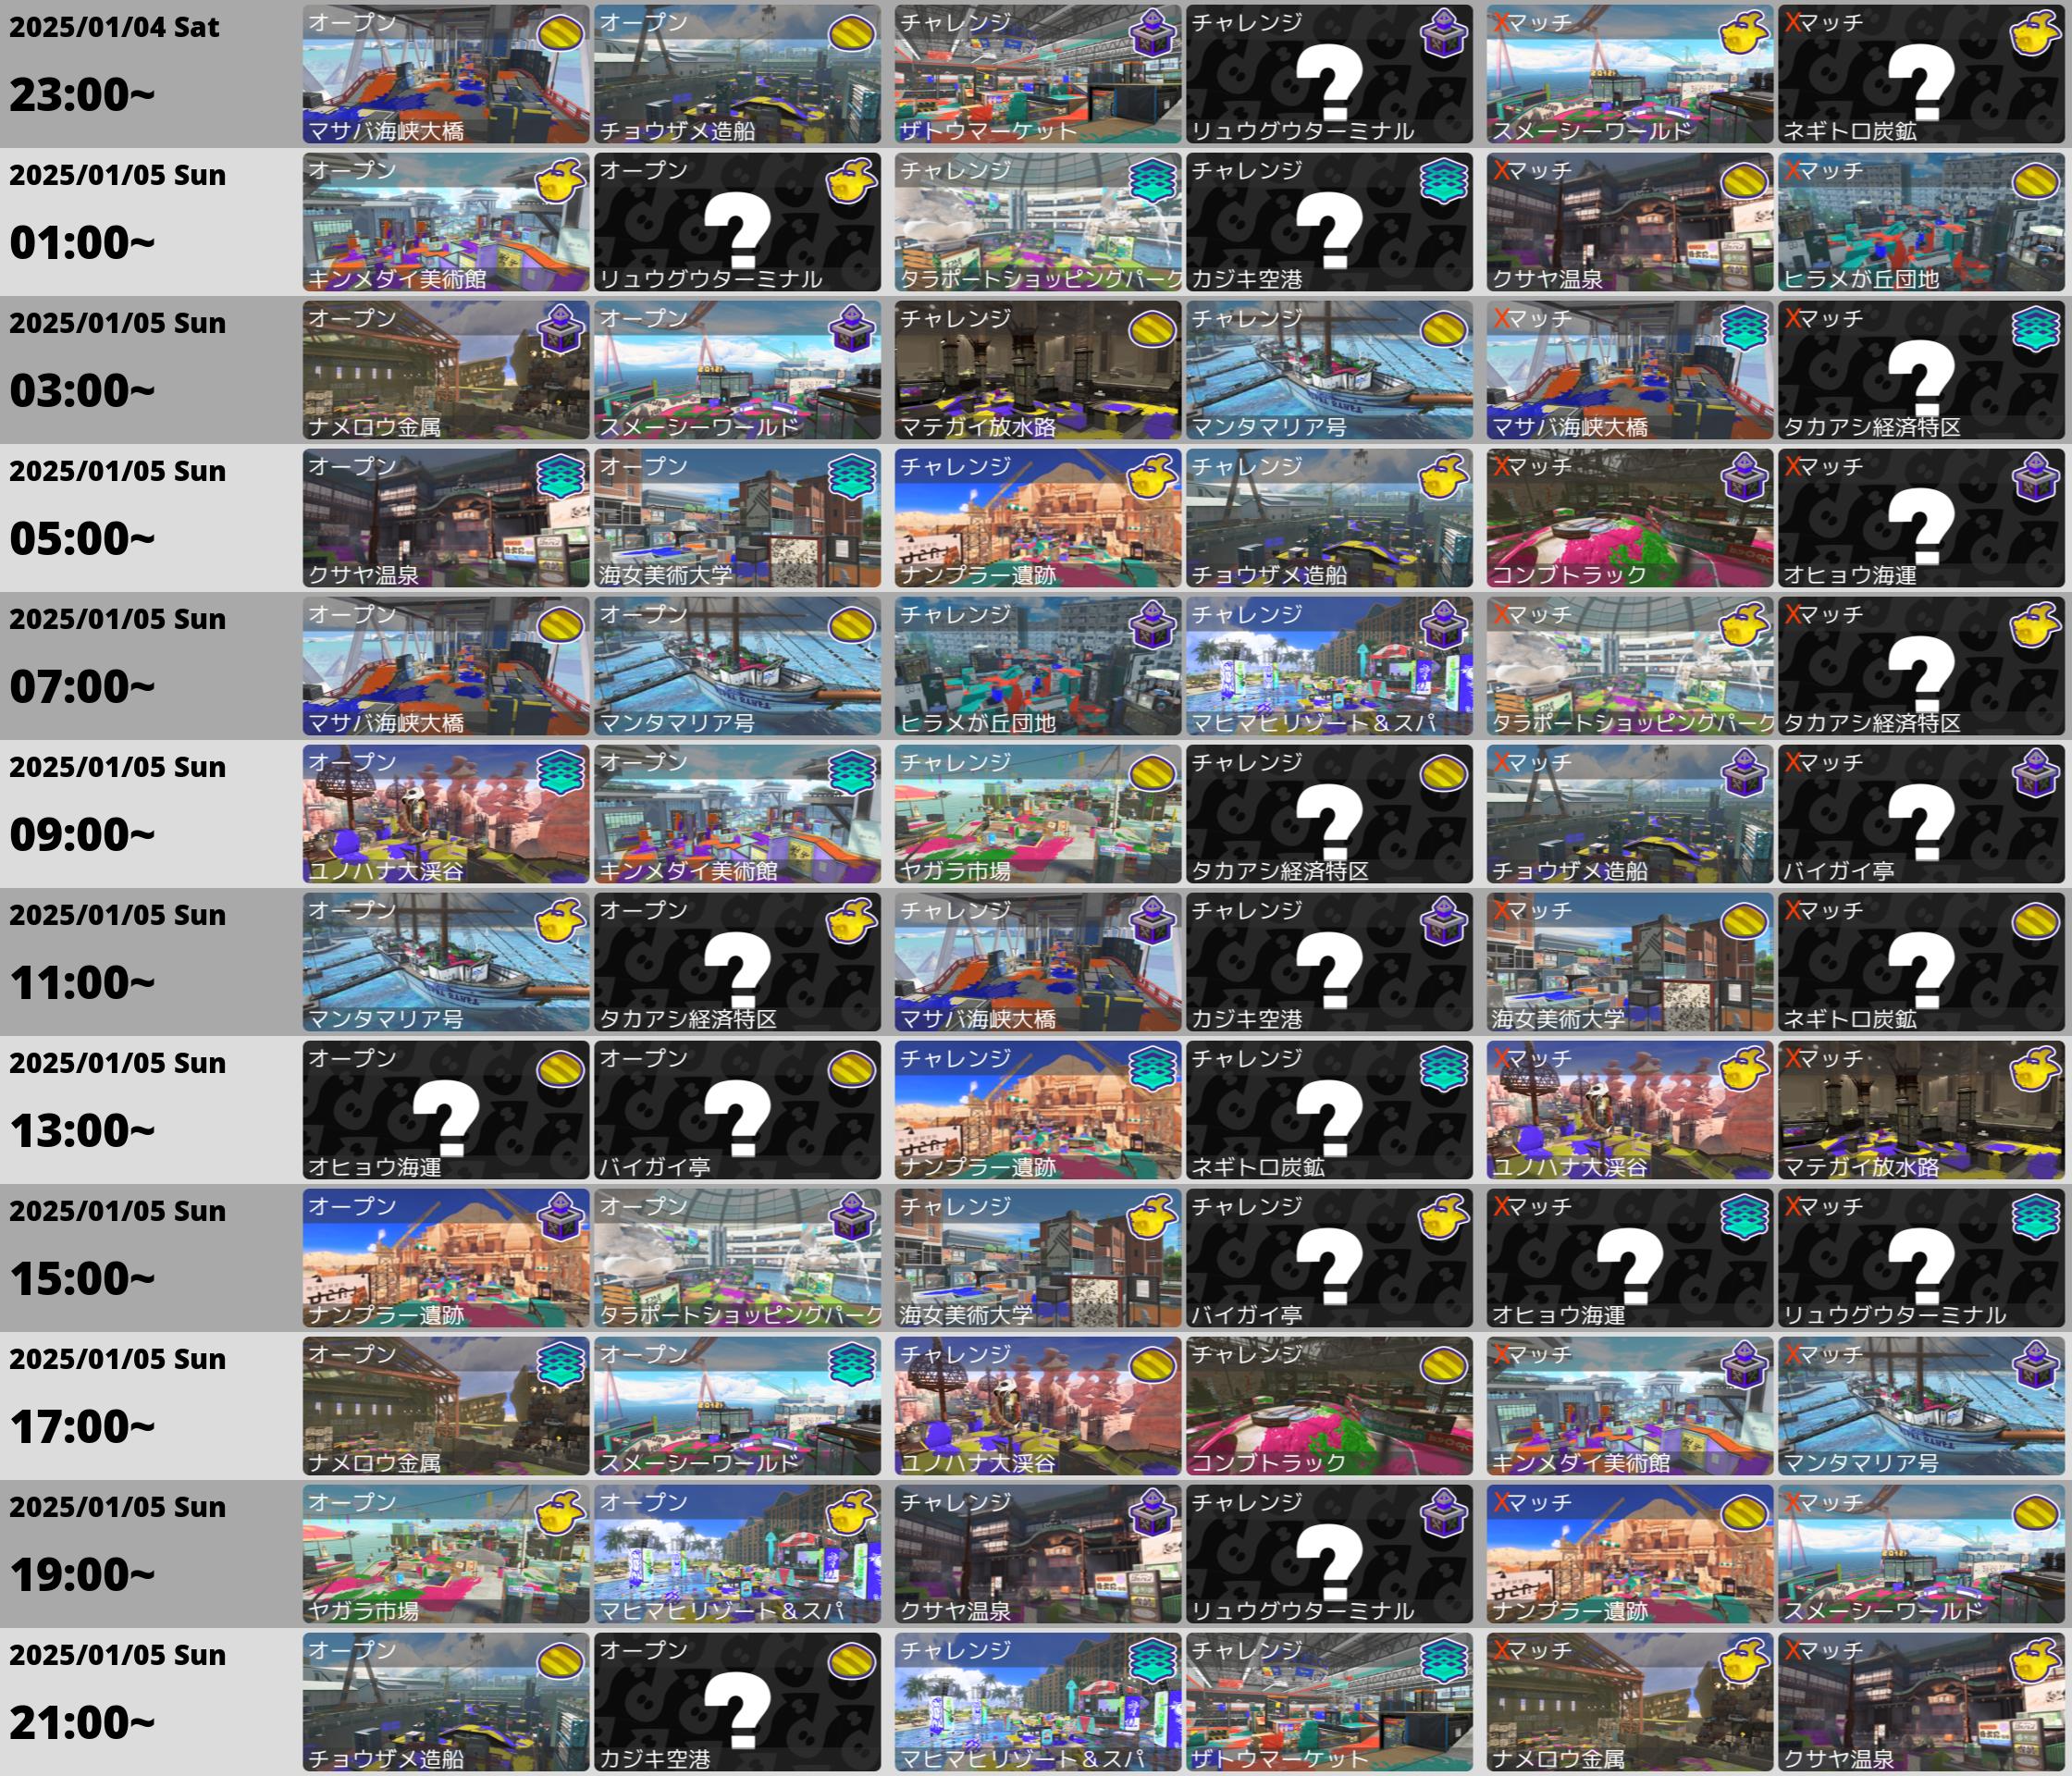 2025/01/04 Sat
23:00~
オープン
マサバ海峡大橋
オープン
チョウザメ造船
チャレンジ
ザトウマーケット
チャレンジ
リュウグウターミナル
Xマッチ
スメーシーワールド
Xマッチ
ネギトロ炭鉱
2025/01/05 Sun
01:00~
オープン
キンメダイ美術館
オープン
リュウグウターミナル
チャレンジ
タラポートショッピングパーク
チャレンジ
カジキ空港
Xマッチ
クサヤ温泉
Xマッチ
ヒラメが丘団地
2025/01/05 Sun
03:00~
オープン
ナメロウ金属
オープン
スメーシーワールド
チャレンジ
マテガイ放水路
チャレンジ
マンタマリア号
Xマッチ
マサバ海峡大橋
Xマッチ
タカアシ経済特区
2025/01/05 Sun
05:00~
オープン
クサヤ温泉
オープン
海女美術大学
チャレンジ
ナンプラー遺跡
チャレンジ
チョウザメ造船
Xマッチ
コンブトラック
Xマッチ
オヒョウ海運
2025/01/05 Sun
07:00~
オープン
マサバ海峡大橋
オープン
マンタマリア号
チャレンジ
ヒラメが丘団地
チャレンジ
マヒマヒリゾート＆スパ
Xマッチ
タラポートショッピングパーク
Xマッチ
タカアシ経済特区
2025/01/05 Sun
09:00~
オープン
ユノハナ大渓谷
オープン
キンメダイ美術館
チャレンジ
ヤガラ市場
チャレンジ
タカアシ経済特区
Xマッチ
チョウザメ造船
Xマッチ
バイガイ亭
2025/01/05 Sun
11:00~
オープン
マンタマリア号
オープン
タカアシ経済特区
チャレンジ
マサバ海峡大橋
チャレンジ
カジキ空港
Xマッチ
海女美術大学
Xマッチ
ネギトロ炭鉱
2025/01/05 Sun
13:00~
オープン
オヒョウ海運
オープン
バイガイ亭
チャレンジ
ナンプラー遺跡
チャレンジ
ネギトロ炭鉱
Xマッチ
ユノハナ大渓谷
Xマッチ
マテガイ放水路
2025/01/05 Sun
15:00~
オープン
ナンプラー遺跡
オープン
タラポートショッピングパーク
チャレンジ
海女美術大学
チャレンジ
バイガイ亭
Xマッチ
オヒョウ海運
Xマッチ
リュウグウターミナル
2025/01/05 Sun
17:00~
オープン
ナメロウ金属
オープン
スメーシーワールド
チャレンジ
ユノハナ大渓谷
チャレンジ
コンブトラック
Xマッチ
キンメダイ美術館
Xマッチ
マンタマリア号
2025/01/05 Sun
19:00~
オープン
ヤガラ市場
オープン
マヒマヒリゾート＆スパ
チャレンジ
クサヤ温泉
チャレンジ
リュウグウターミナル
Xマッチ
ナンプラー遺跡
Xマッチ
スメーシーワールド
2025/01/05 Sun
21:00~
オープン
チョウザメ造船
オープン
カジキ空港
チャレンジ
マヒマヒリゾート＆スパ
チャレンジ
ザトウマーケット
Xマッチ
ナメロウ金属
Xマッチ
クサヤ温泉